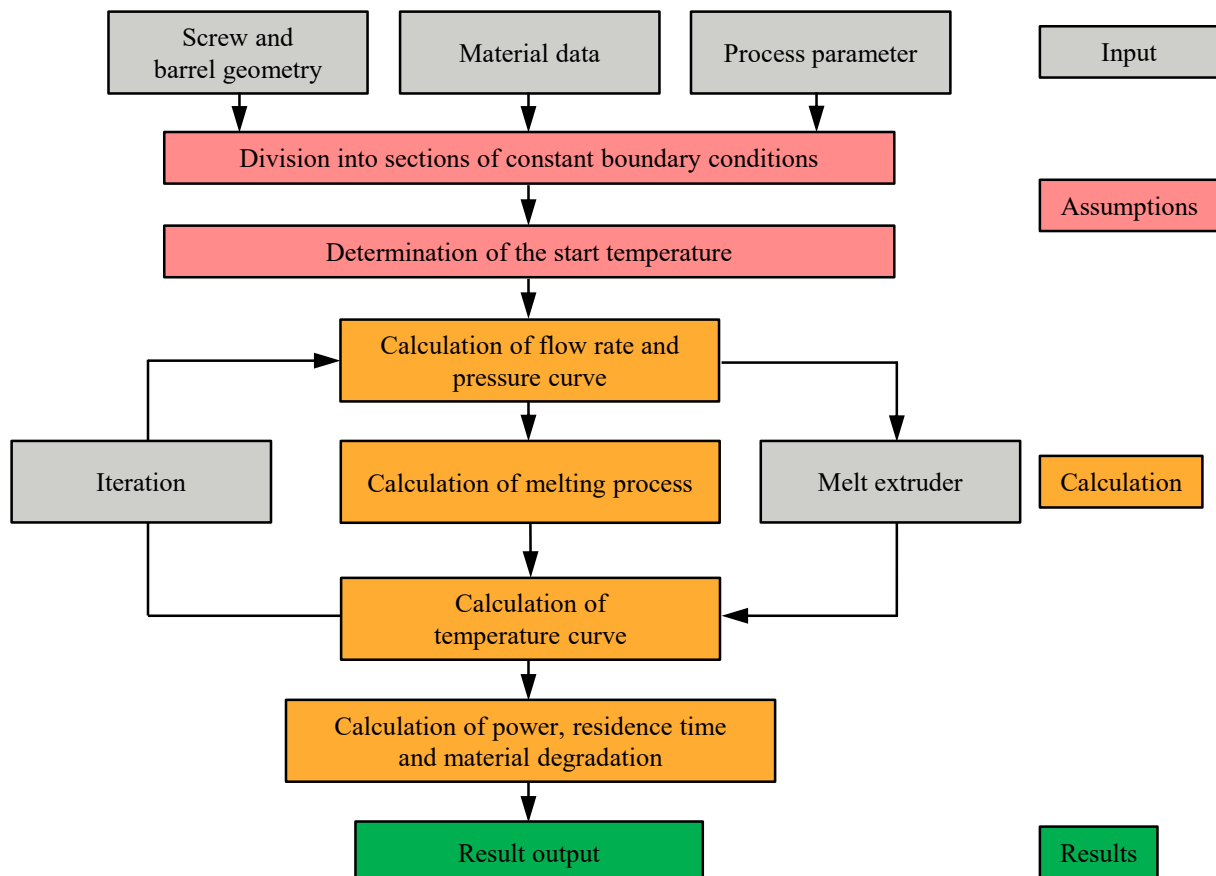 Screw and
barrel geometry
Material data
Process parameter
Input
Division into sections of constant boundary conditions
Assumptions
Determination of the start temperature
Calculation of flow rate and
pressure curve
Iteration
Calculation of melting process
Melt extruder
Calculation
Calculation of
temperature curve
Calculation of power, residence time
and material degradation
Result output
Results